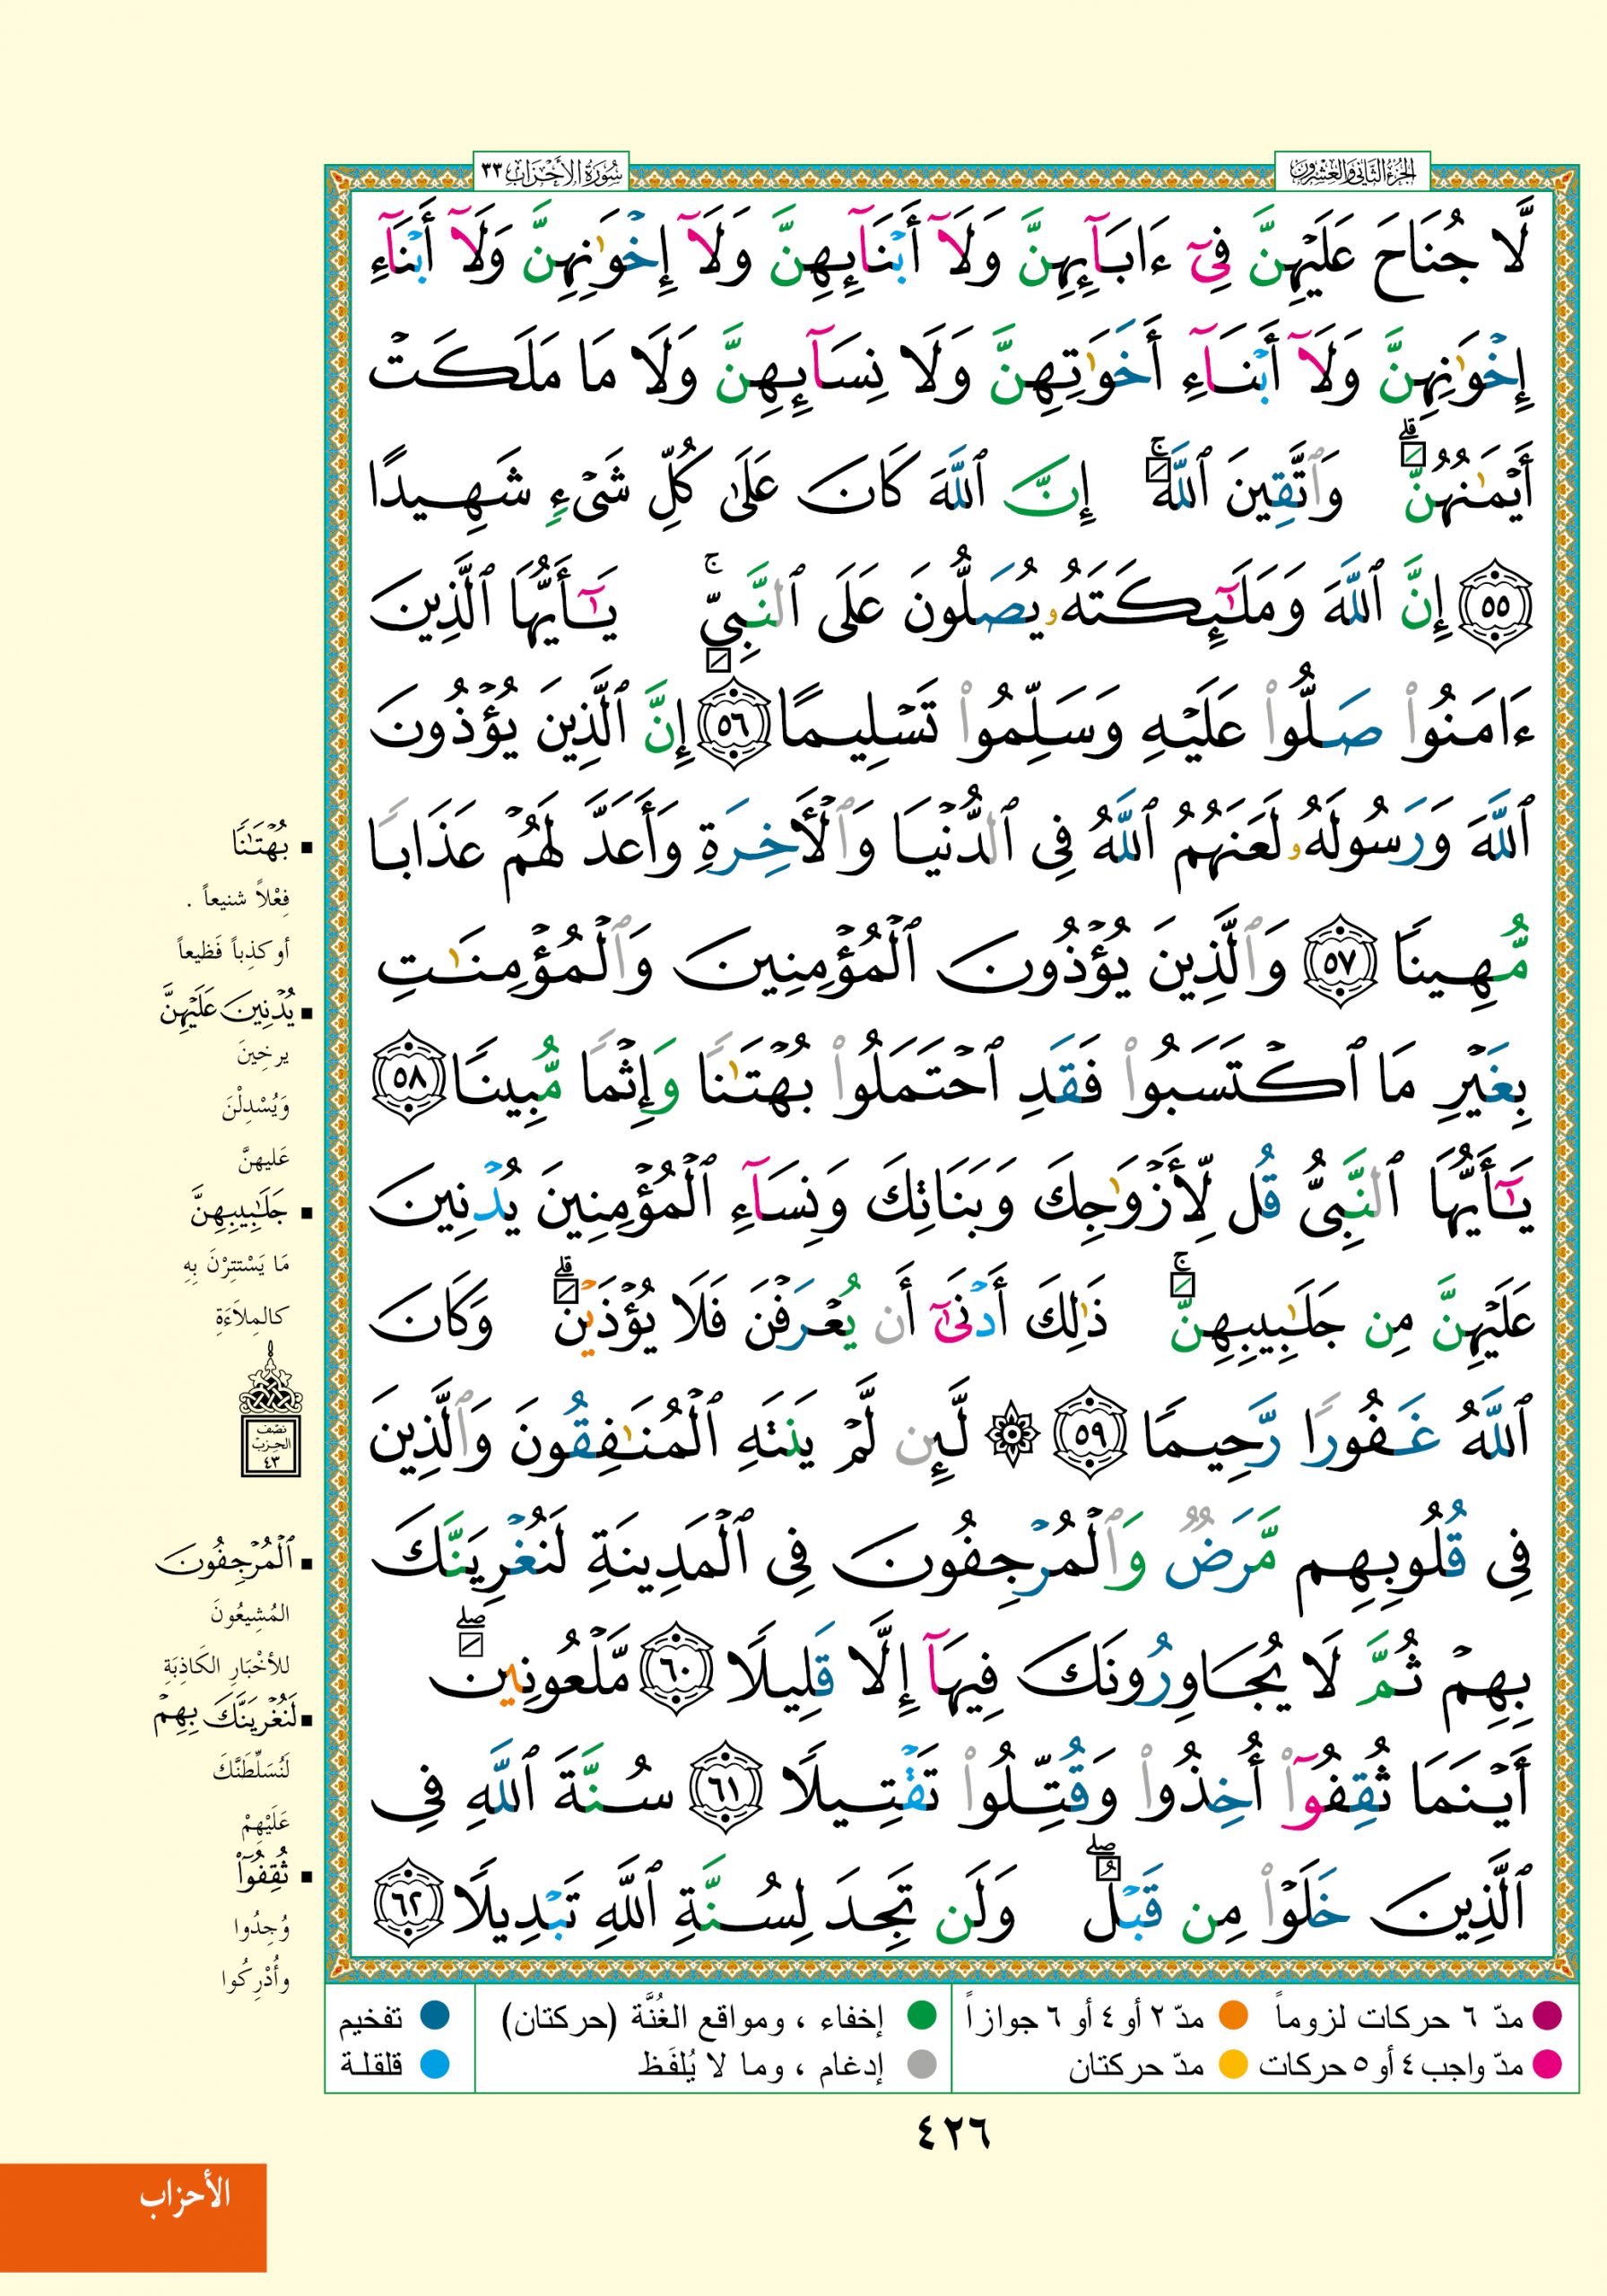 الجزء الثاني والعشرون
سورة الأحزاب ٣٣
لَّا جُنَاحَ عَلَيْهِنَّ فِىٓ ءَابَآئِهِنَّ وَلَآ أَبْنَآئِهِنَّ وَلَآ إِخْوَٰنِهِنَّ وَلَآ أَبْنَآءِ
إِخْوَٰنِهِنَّ وَلَآ أَبْنَآءِ أَخَوَٰتِهِنَّ وَلَا نِسَآئِهِنَّ وَلَا مَا مَلَكَتْ
أَيْمَٰنُهُنَّ ۗ وَٱتَّقِينَ ٱللَّهَ ۚ إِنَّ ٱللَّهَ كَانَ عَلَىٰ كُلِّ شَىْءٍ شَهِيدًا
٥٥ إِنَّ ٱللَّهَ وَمَلَٰٓئِكَتَهُۥ يُصَلُّونَ عَلَى ٱلنَّبِىِّ ۚ يَٰٓأَيُّهَا ٱلَّذِينَ
ءَامَنُوا۟ صَلُّوا۟ عَلَيْهِ وَسَلِّمُوا۟ تَسْلِيمًا ٥٦ إِنَّ ٱلَّذِينَ يُؤْذُونَ
ٱللَّهَ وَرَسُولَهُۥ لَعَنَهُمُ ٱللَّهُ فِى ٱلدُّنْيَا وَٱلْأَخِرَةِ وَأَعَدَّ لَهُمْ عَذَابًا
مُّهِينًا ٥٧ وَٱلَّذِينَ يُؤْذُونَ ٱلْمُؤْمِنِينَ وَٱلْمُؤْمِنَٰتِ
بِغَيْرِ مَا ٱكْتَسَبُوا۟ فَقَدِ ٱحْتَمَلُوا۟ بُهْتَٰنًا وَإِثْمًا مُّبِينًا ٥٨
يَٰٓأَيُّهَا ٱلنَّبِىُّ قُل لِّأَزْوَٰجِكَ وَبَنَاتِكَ وَنِسَآءِ ٱلْمُؤْمِنِينَ يُدْنِينَ
عَلَيْهِنَّ مِن جَلَٰبِيبِهِنَّ ۚ ذَٰلِكَ أَدْنَىٰٓ أَن يُعْرَفْنَ فَلَا يُؤْذَيْنَ ۗ وَكَانَ
ٱللَّهُ غَفُورًا رَّحِيمًا ٥٩ ۞ لَّئِن لَّمْ يَنتَهِ ٱلْمُنَٰفِقُونَ وَٱلَّذِينَ
فِى قُلُوبِهِم مَّرَضٌ وَٱلْمُرْجِفُونَ فِى ٱلْمَدِينَةِ لَنُغْرِيَنَّكَ
بِهِمْ ثُمَّ لَا يُجَاوِرُونَكَ فِيهَآ إِلَّا قَلِيلًا ٦٠ مَّلْعُونِينَ ۖ
أَيْنَمَا ثُقِفُوٓا۟ أُخِذُوا۟ وَقُتِّلُوا۟ تَقْتِيلًا ٦١ سُنَّةَ ٱللَّهِ فِى
ٱلَّذِينَ خَلَوْا۟ مِن قَبْلُ ۖ وَلَن تَجِدَ لِسُنَّةِ ٱللَّهِ تَبْدِيلًا ٦٢
بُهْتَٰنًا
فِعْلاً شنيعاً .
أو كذِباً فَظيعاً
يُدْنِينَ عَلَيْهِنَّ
يرخِينَ
وَيُسْدِلْنَ
عَليهنَّ
جَلَٰبِيبِهِنَّ
مَا يَسْتتِرْنَ بِهِ
كالمِلاَءَةِ
نصف
الحزب
٤٣
ٱلْمُرْجِفُونَ
المُشِيعُونَ
للأخْبَارِ الكَاذِبَةِ
لَنُغْرِيَنَّكَ بِهِمْ
لَنُسَلِّطَنَّكَ
عَلَيْهِمْ
ثُقِفُوٓا۟
وُجِدُوا
وأُدْرِكُوا
مدّ ٦ حركات لزوماً
مدّ ٢ أو ٤ أو ٦ جوازاً
إخفاء ، ومواقع الغُنَّة (حركتان)
تفخيم
مدّ واجب ٤ أو ٥ حركات
مدّ حركتان
إدغام ، وما لا يُلفَظ
قلقلة
٤٢٦
الأحزاب